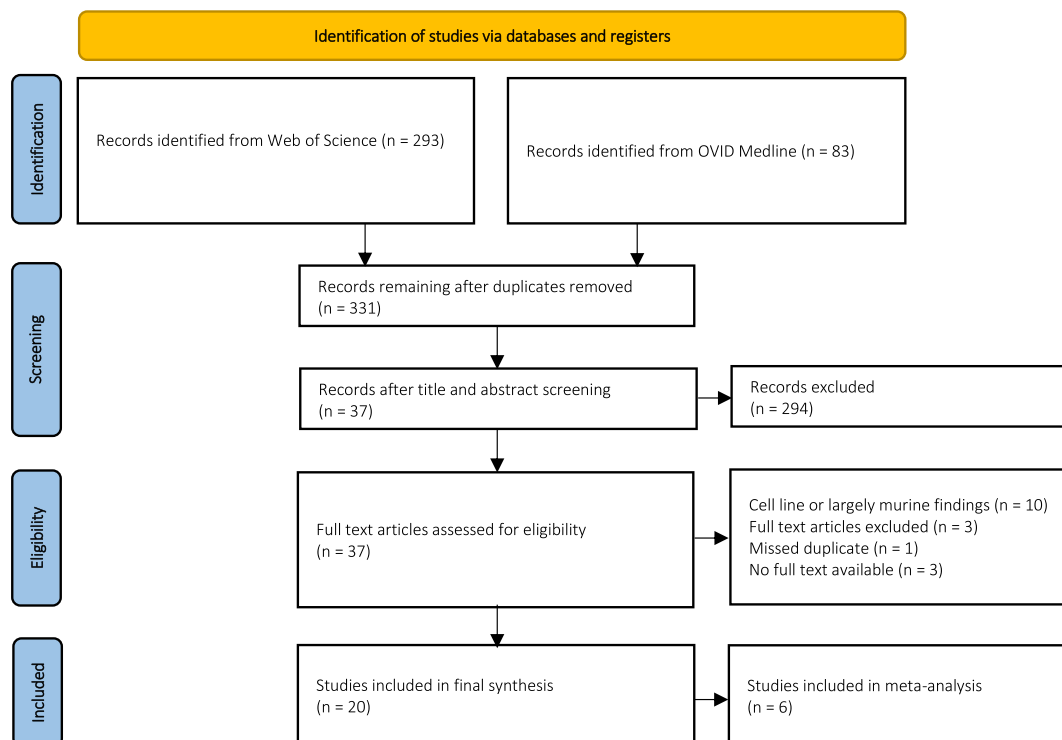 Identification of studies via databases and registers
Identification
Records identified from Web of Science (n = 293)
Records identified from OVID Medline (n = 83)
Screening
Records remaining after duplicates removed
(n = 331)
Records after title and abstract screening
(n = 37)
Records excluded
(n = 294)
Eligibility
Full text articles assessed for eligibility
(n = 37)
Cell line or largely murine findings (n = 10)
Full text articles excluded (n = 3)
Missed duplicate (n = 1)
No full text available (n = 3)
Included
Studies included in final synthesis
(n = 20)
Studies included in meta-analysis
(n = 6)